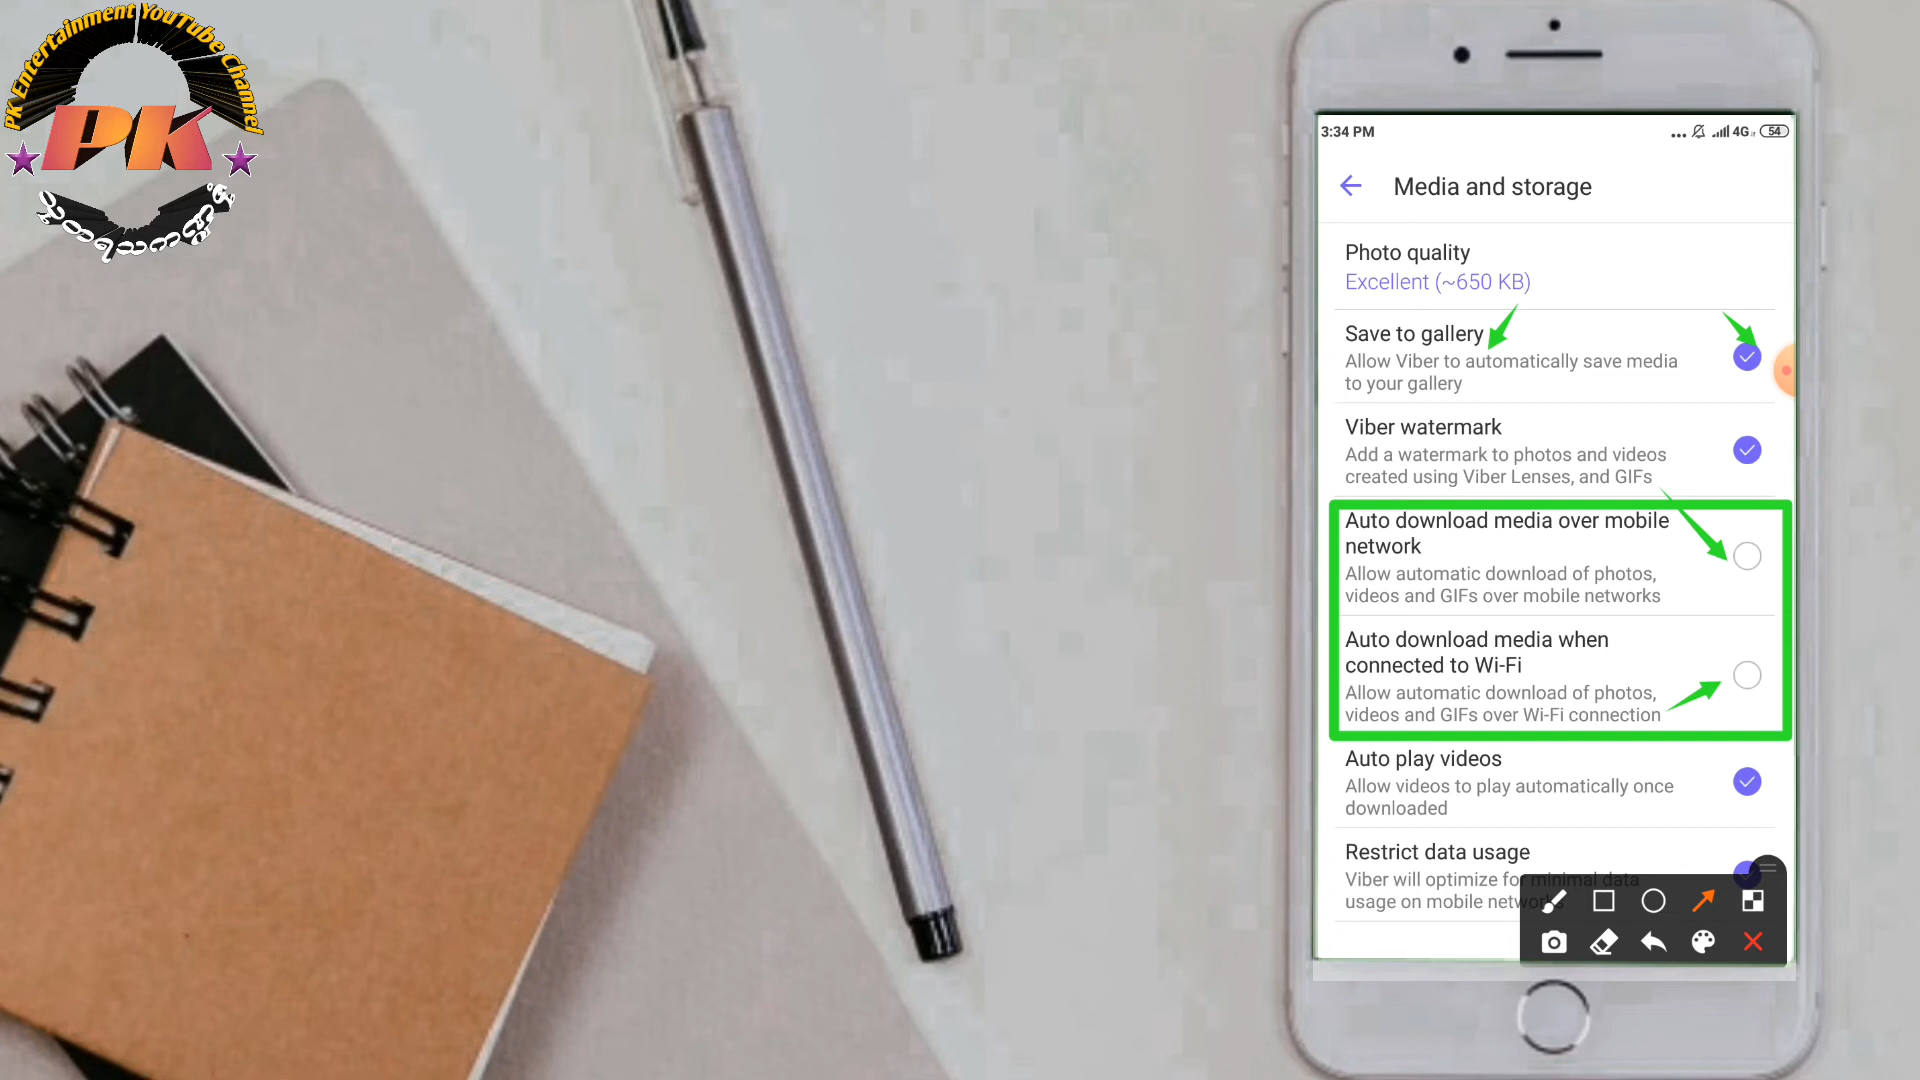 PK Entertainment YouTube Channel
PK
3:34 PM
4G
54
Media and storage
Photo quality
Excellent (~650 KB)
Save to gallery
Allow Viber to automatically save media
to your gallery
Viber watermark
Add a watermark to photos and videos
created using Viber Lenses, and GIFs
Auto download media over mobile
network
Allow automatic download of photos,
videos and GIFs over mobile networks
Auto download media when
connected to Wi-Fi
Allow automatic download of photos,
videos and GIFs over Wi-Fi connection
Auto play videos
Allow videos to play automatically once
downloaded
Restrict data usage
Viber will optimize for minimal data
usage on mobile networks